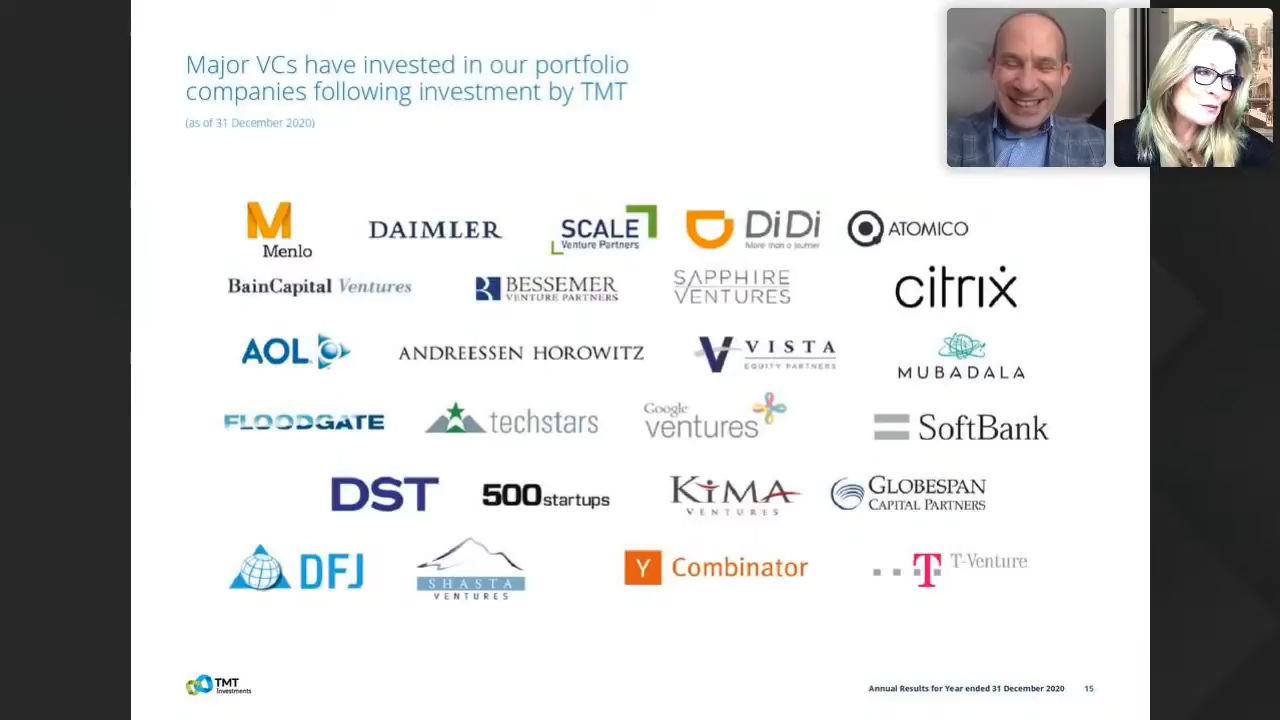 Major VCs have invested in our portfolio
companies following investment by TMT
(as of 31 December 2020)
Menlo
DAIMLER
SCALE
Venture Partners
DiDi
More than a journey
ATOMICO
BainCapital Ventures
BESSEMER
VENTURE PARTNERS
SAPPHIRE
VENTURES
citrix
AOL
ANDREESSEN HOROWITZ
VISTA
EQUITY PARTNERS
MUBADALA
FLOODGATE
techstars
Google
ventures
SoftBank
DST
500startups
KiMA
VENTURES
GLOBESPAN
CAPITAL PARTNERS
DFJ
SHASTA
VENTURES
Y Combinator
T T-Venture
TMT
Investments
Annual Results for Year ended 31 December 2020 15